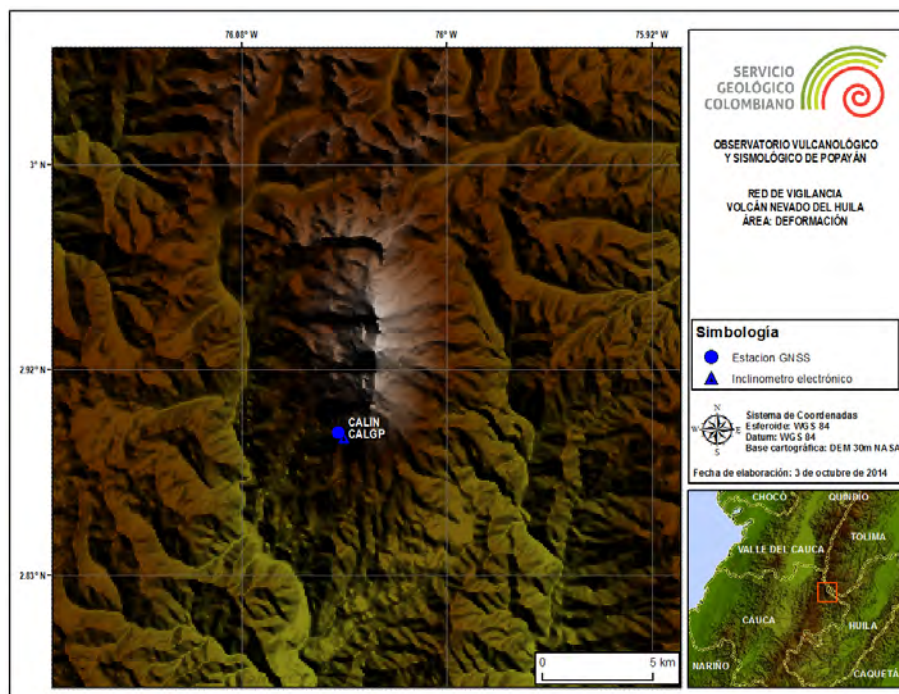 76.08°W
76°W
75.92°W
3° N
2.92° N
2.83° N
CALIN
CALGP
0
5 km
SERVICIO
GEOLÓGICO
COLOMBIANO
OBSERVATORIO VULCANOLÓGICO
Y SISMOLÓGICO DE POPAYÁN
RED DE VIGILANCIA
VOLCÁN NEVADO DEL HUILA
ÁREA: DEFORMACIÓN
Simbología
Estacion GNSS
Inclinometro electrónico
N
W
E
S
Sistema de Coordenadas
Esferoide: WGS 84
Datum: WGS 84
Base cartográfica: DEM 30m NASA
Fecha de elaboración: 3 de octubre de 2014
CHOCÓ
QUINDÍO
TOLIMA
VALLE DEL CAUCA
CAUCA
HUILA
NARIÑO
CAQUETÁ